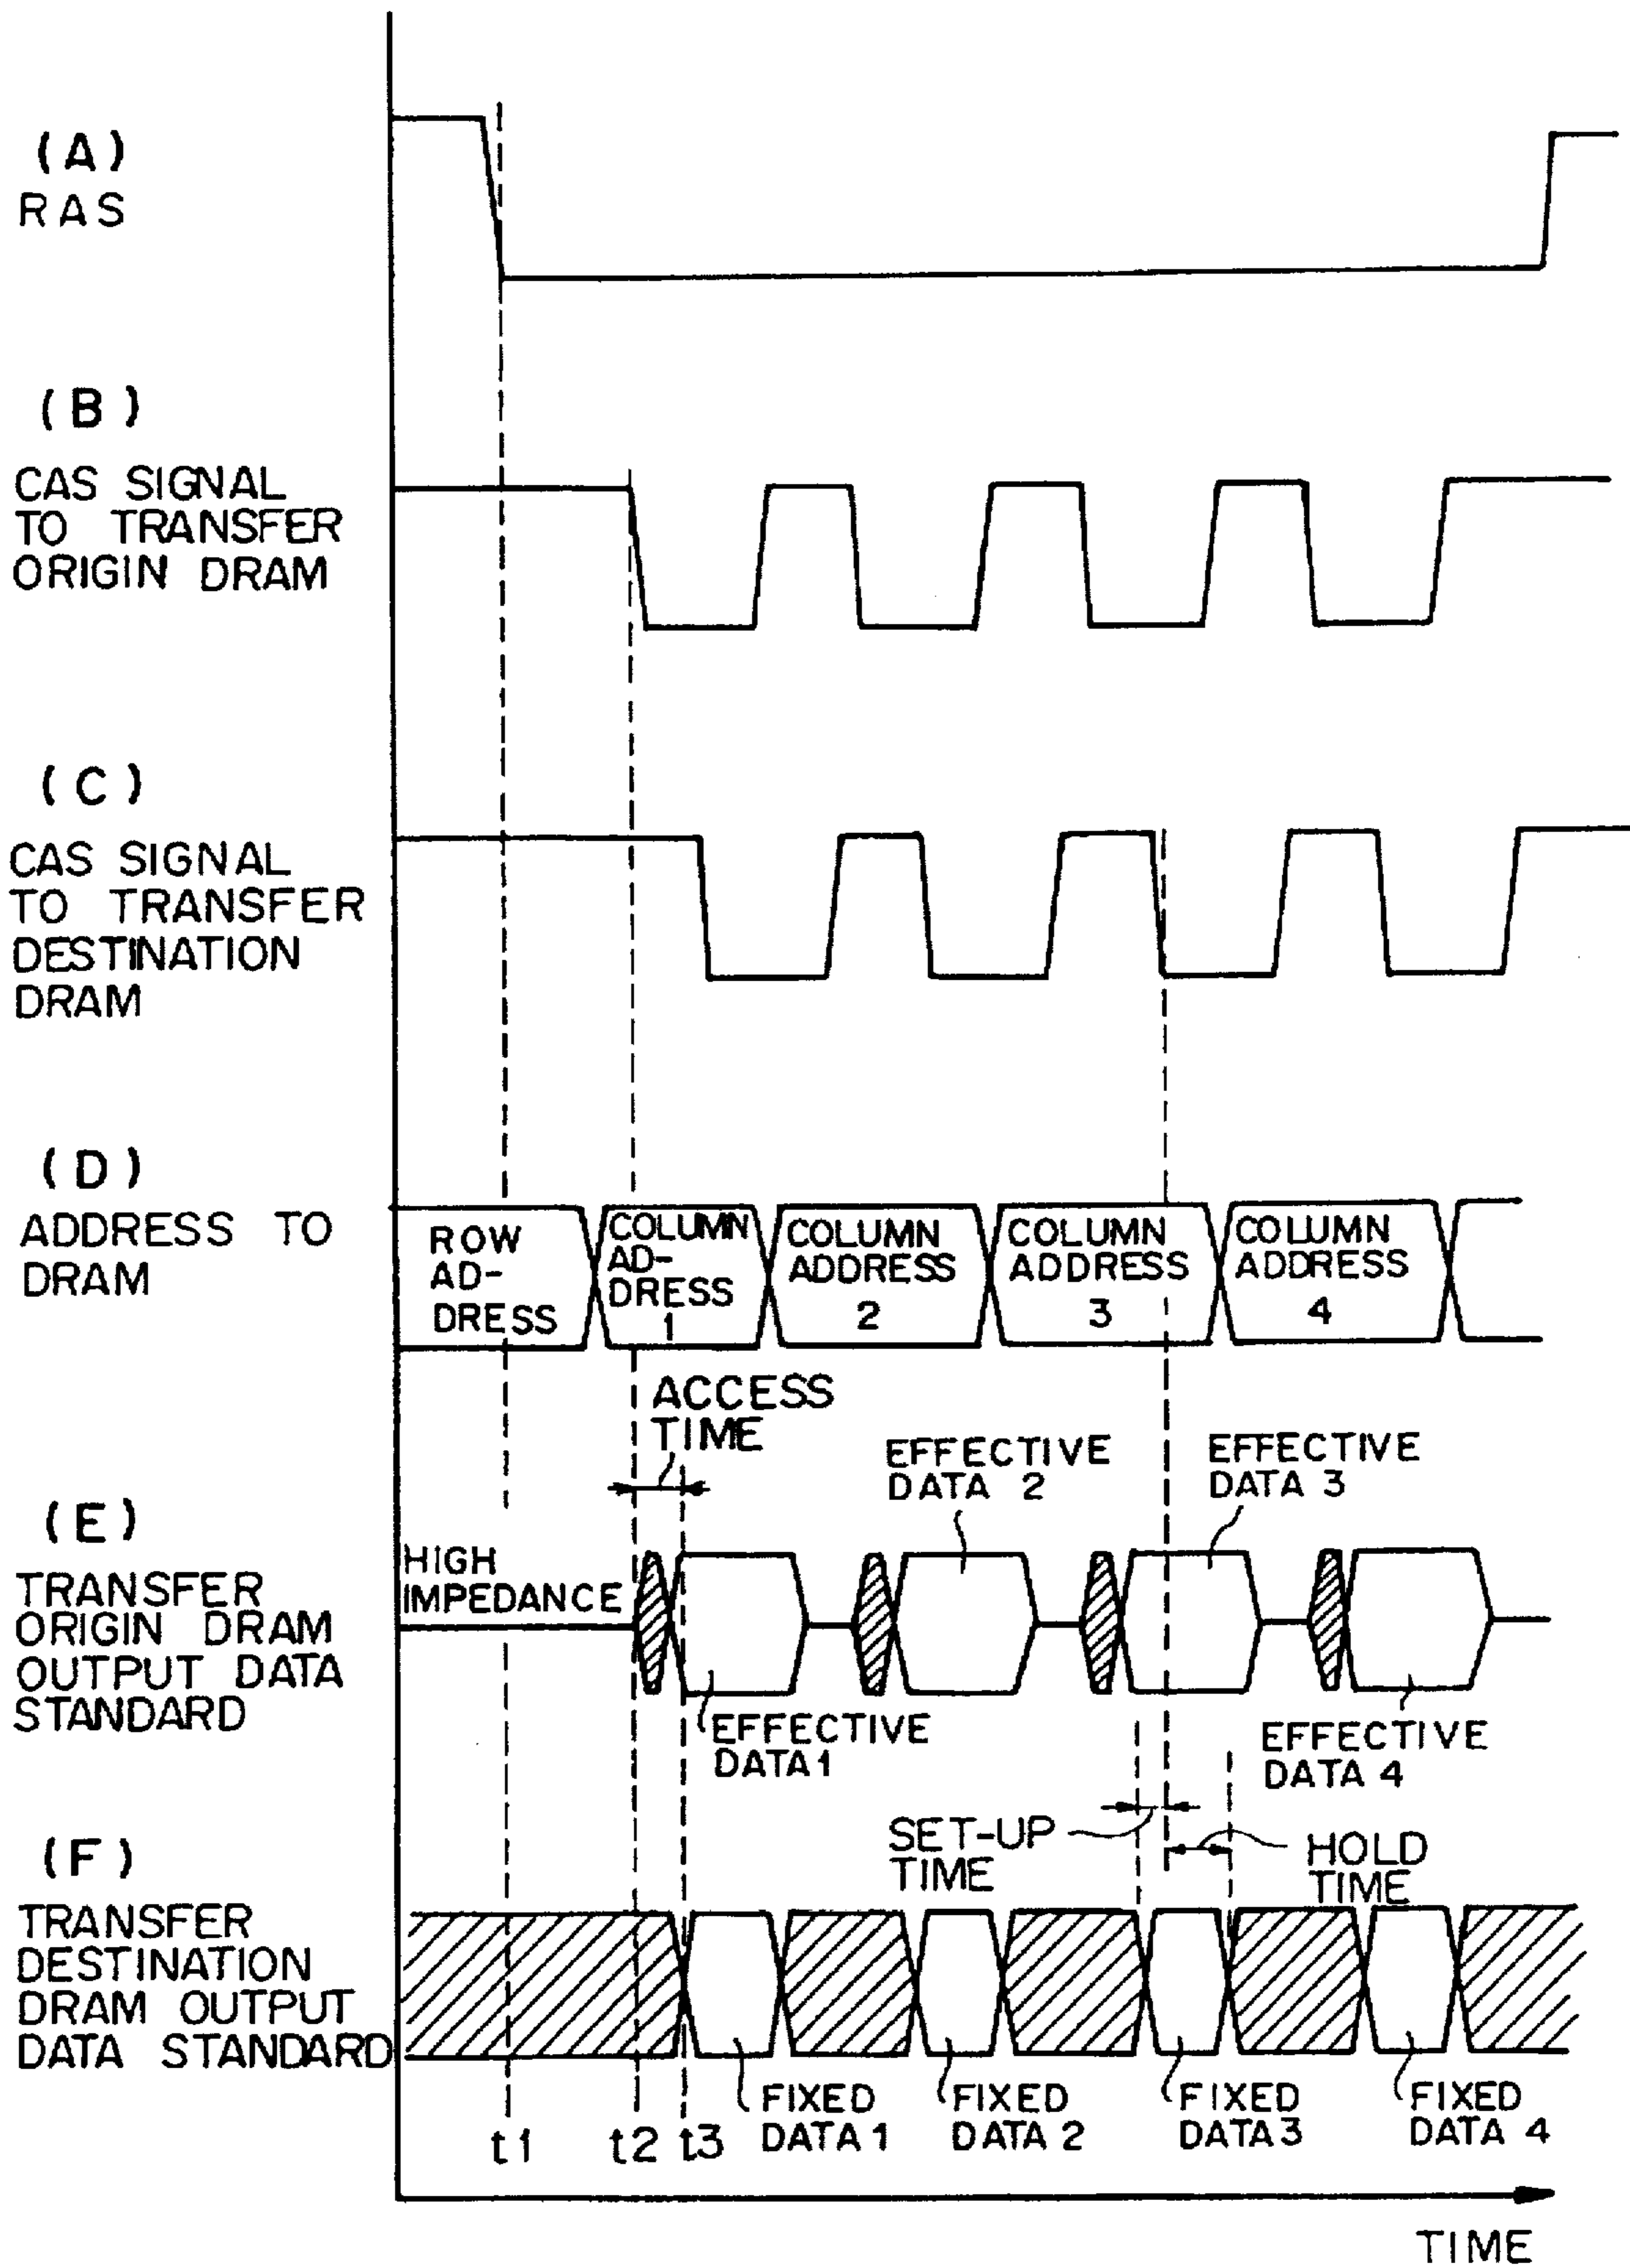 (A)
RAS
(B)
CAS SIGNAL
TO TRANSFER
ORIGIN DRAM
(C)
CAS SIGNAL
TO TRANSFER
DESTINATION
DRAM
(D)
ADDRESS TO
DRAM
ROW
AD-
DRESS
COLUMN
AD-
DRESS
1
COLUMN
ADDRESS
2
COLUMN
ADDRESS
3
COLUMN
ADDRESS
4
ACCESS
TIME
EFFECTIVE
DATA 2
EFFECTIVE
DATA 3
(E)
TRANSFER
ORIGIN DRAM
OUTPUT DATA
STANDARD
HIGH
IMPEDANCE
EFFECTIVE
DATA1
EFFECTIVE
DATA 4
SET-UP
TIME
HOLD
TIME
(F)
TRANSFER
DESTINATION
DRAM OUTPUT
DATA STANDARD
FIXED
DATA1
FIXED
DATA 2
FIXED
DATA3
FIXED
DATA 4
t1
t2
t3
TIME